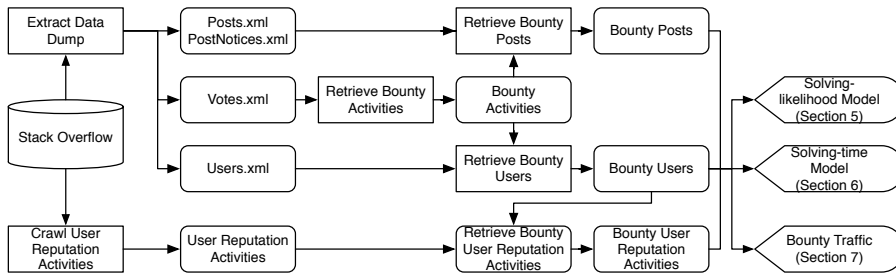 Extract Data
Dump
Posts.xml
PostNotices.xml
Retrieve Bounty
Posts
Bounty Posts
Votes.xml
Retrieve Bounty
Activities
Bounty
Activities
Solving-
likelihood Model
(Section 5)
Stack Overflow
Users.xml
Retrieve Bounty
Users
Bounty Users
Solving-time
Model
(Section 6)
Crawl User
Reputation
Activities
User Reputation
Activities
Retrieve Bounty
User Reputation
Activities
Bounty User
Reputation
Activities
Bounty Traffic
(Section 7)